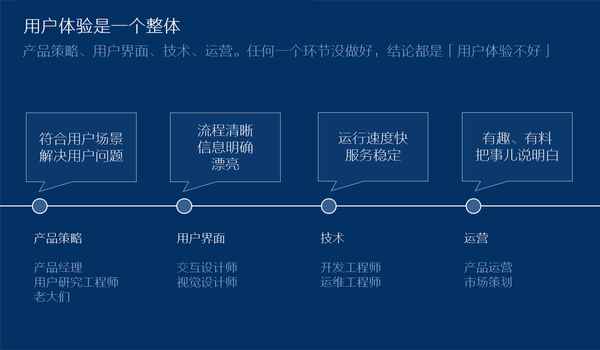 用户体验是一个整体
产品策略、用户界面、技术、运营。任何一个环节没做好，结论都是「用户体验不好」
符合用户场景
解决用户问题
流程清晰
信息明确
漂亮
运行速度快
服务稳定
有趣、有料
把事儿说明白
产品策略
用户界面
技术
运营
产品经理
用户研究工程师
老大们
交互设计师
视觉设计师
开发工程师
运维工程师
产品运营
市场策划